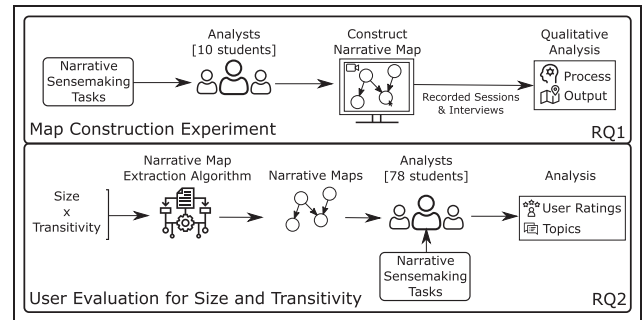 Analysts
[10 students]
Construct
Narrative Map
Qualitative
Analysis
Narrative
Sensemaking
Tasks
Process
Output
Recorded Sessions
& Interviews
Map Construction Experiment
RQ1
Narrative Map
Extraction Algorithm
Narrative Maps
Analysts
[78 students]
Analysis
Size
x
Transitivity
User Ratings
Topics
Narrative
Sensemaking
Tasks
User Evaluation for Size and Transitivity
RQ2